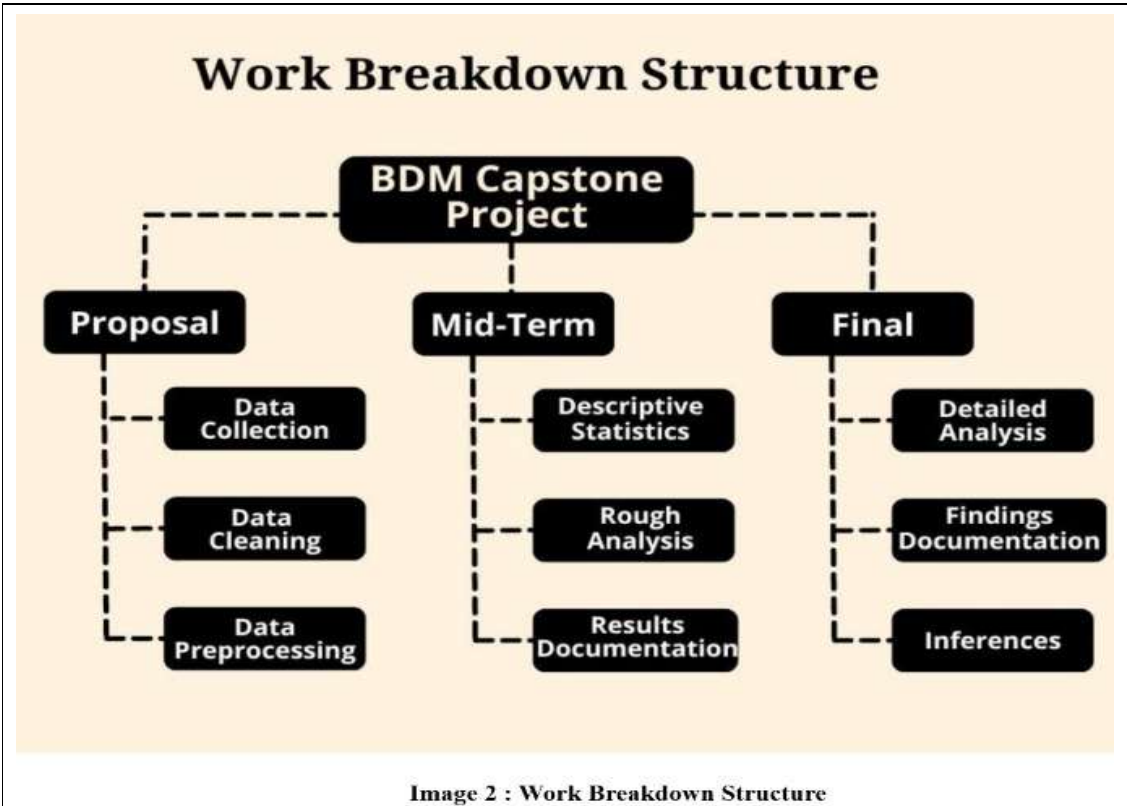 Work Breakdown Structure
BDM Capstone
Project
Proposal
Data
Collection
Data
Cleaning
Data
Preprocessing
Mid-Term
Descriptive
Statistics
Rough
Analysis
Results
Documentation
Final
Detailed
Analysis
Findings
Documentation
Inferences
Image 2 : Work Breakdown Structure